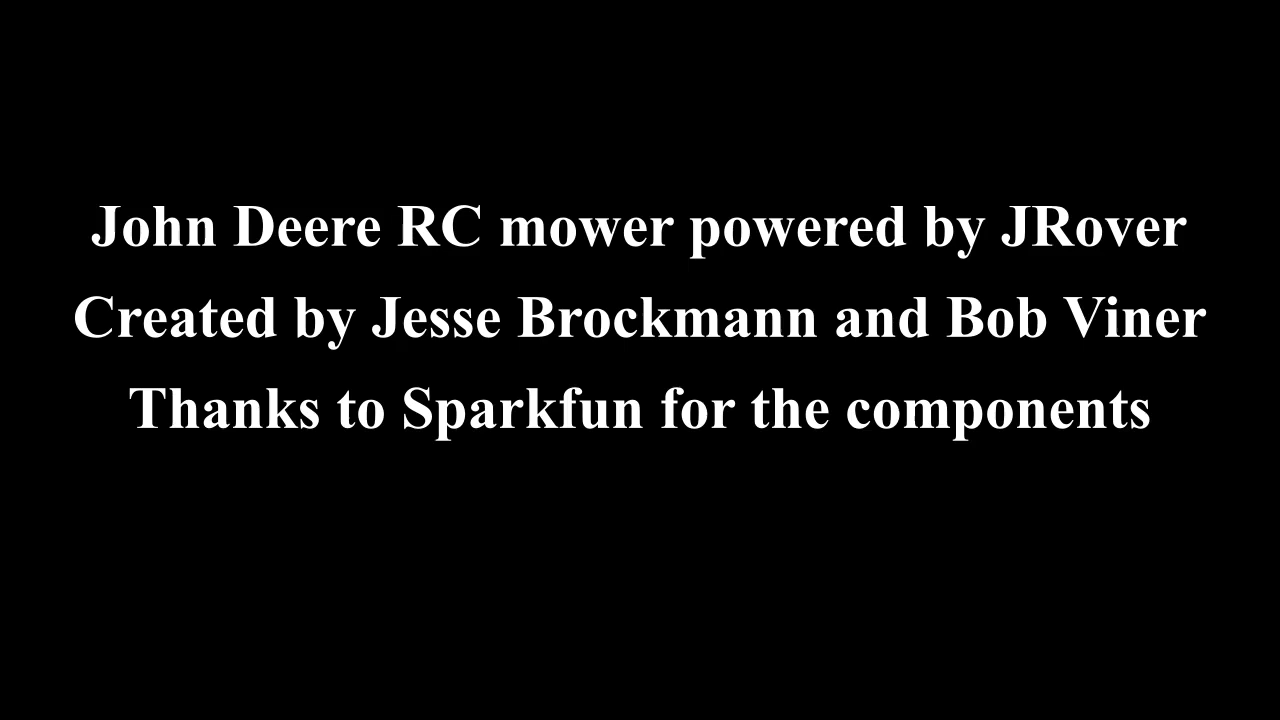 John Deere RC mower powered by JRover
Created by Jesse Brockmann and Bob Viner
Thanks to Sparkfun for the components